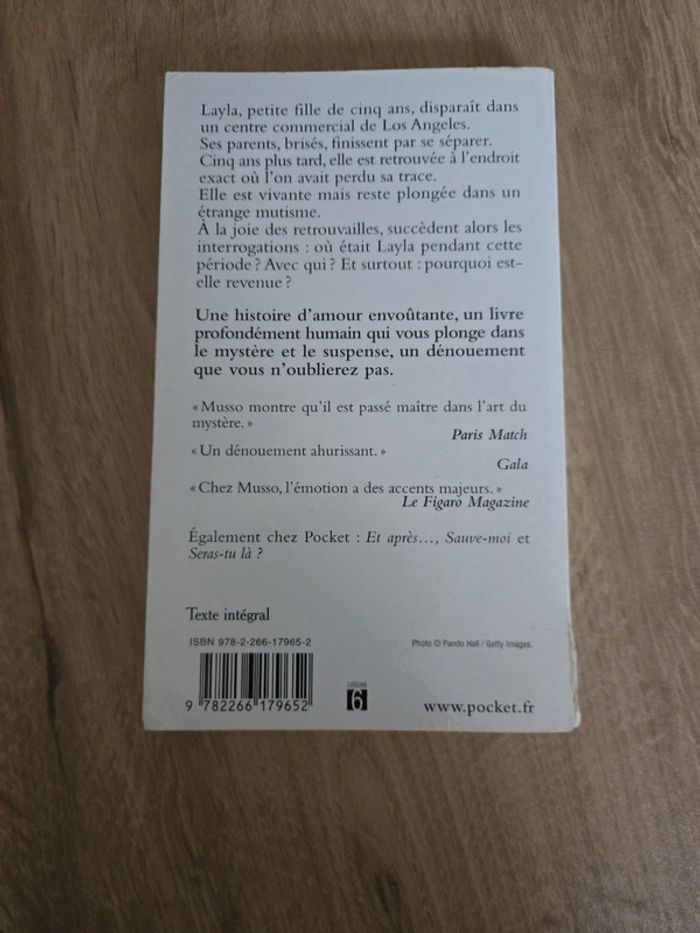 Layla, petite fille de cinq ans, disparaît dans
un centre commercial de Los Angeles.
Ses parents, brisés, finissent par se séparer.
Cinq ans plus tard, elle est retrouvée à l'endroit
exact où l'on avait perdu sa trace.
Elle est vivante mais reste plongée dans un
étrange mutisme.
À la joie des retrouvailles, succèdent alors les
interrogations : où était Layla pendant cette
période ? Avec qui ? Et surtout : pourquoi est-
elle revenue ?
Une histoire d'amour envoûtante, un livre
profondément humain qui vous plonge dans
le mystère et le suspense, un dénouement
que vous n'oublierez pas.
« Musso montre qu'il est passé maître dans l'art du
mystère. »
Paris Match
« Un dénouement ahurissant. »
Gala
« Chez Musso, l'émotion a des accents majeurs. »
Le Figaro Magazine
Également chez Pocket : Et après…, Sauve-moi et
Seras-tu là ?
Texte intégral
ISBN 978-2-266-17965-2
Photo © Pando Hall / Getty Images.
9 782266 179652
CATÉGORIE
6
www.pocket.fr